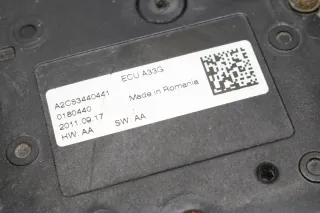 ECU A33G
A2C53440441
0180440
Made in Romania
2011.09.17
HW: AA SW: AA